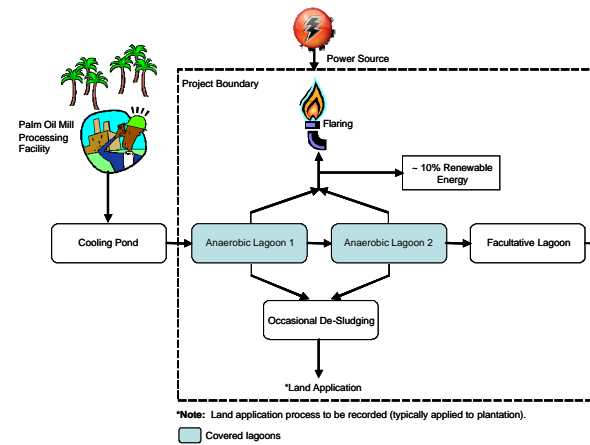 Power Source
Project Boundary
Palm Oil Mill
Processing
Facility
Flaring
~ 10% Renewable
Energy
Cooling Pond
Anaerobic Lagoon 1
Anaerobic Lagoon 2
Facultative Lagoon
Occasional De-Sludging
*Land Application
*Note: Land application process to be recorded (typically applied to plantation).
Covered lagoons